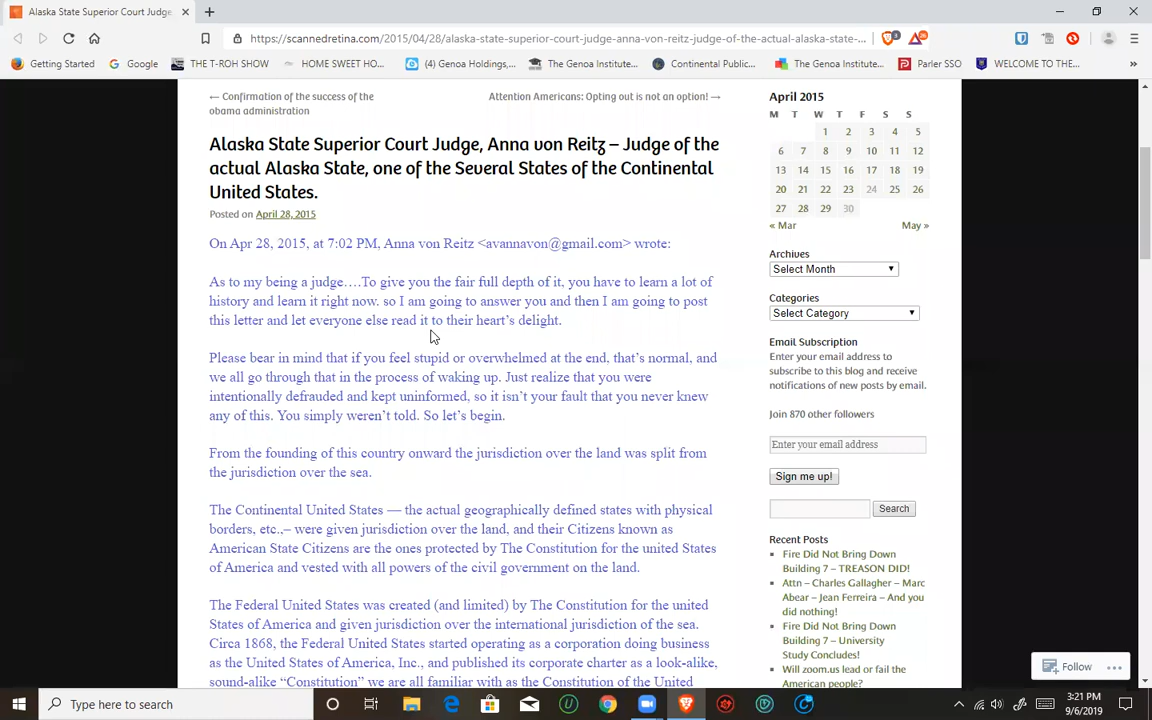 Alaska State Superior Court Judge
https://scannedretina.com/2015/04/28/alaska-state-superior-court-judge-anna-von-reitz-judge-of-the-actual-alaska-state-...
Getting Started
Google
THE T-ROH SHOW
HOME SWEET HO...
(4) Genoa Holdings,...
The Genoa Institute...
Continental Public...
The Genoa Institute...
Parler SSO
WELCOME TO THE...
← Confirmation of the success of the
obama administration
Attention Americans: Opting out is not an option! →
Alaska State Superior Court Judge, Anna von Reitz – Judge of the
actual Alaska State, one of the Several States of the Continental
United States.
Posted on April 28, 2015
On Apr 28, 2015, at 7:02 PM, Anna von Reitz <avannavon@gmail.com> wrote:
As to my being a judge….To give you the fair full depth of it, you have to learn a lot of
history and learn it right now. so I am going to answer you and then I am going to post
this letter and let everyone else read it to their heart's delight.
Please bear in mind that if you feel stupid or overwhelmed at the end, that's normal, and
we all go through that in the process of waking up. Just realize that you were
intentionally defrauded and kept uninformed, so it isn't your fault that you never knew
any of this. You simply weren't told. So let's begin.
From the founding of this country onward the jurisdiction over the land was split from
the jurisdiction over the sea.
The Continental United States — the actual geographically defined states with physical
borders, etc.,– were given jurisdiction over the land, and their Citizens known as
American State Citizens are the ones protected by The Constitution for the united States
of America and vested with all powers of the civil government on the land.
The Federal United States was created (and limited) by The Constitution for the united
States of America and given jurisdiction over the international jurisdiction of the sea.
Circa 1868, the Federal United States started operating as a corporation doing business
as the United States of America, Inc., and published its corporate charter as a look-alike,
sound-alike “Constitution” we are all familiar with as the Constitution of the United
April 2015
M T W T F S S
1 2 3 4 5
6 7 8 9 10 11 12
13 14 15 16 17 18 19
20 21 22 23 24 25 26
27 28 29 30
« Mar
May »
Archives
Select Month
Categories
Select Category
Email Subscription
Enter your email address to
subscribe to this blog and receive
notifications of new posts by email.
Join 870 other followers
Enter your email address
Sign me up!
Search
Recent Posts
Fire Did Not Bring Down
Building 7 – TREASON DID!
Attn – Charles Gallagher – Marc
Abear – Jean Ferreira – And you
did nothing!
Fire Did Not Bring Down
Building 7 – University
Study Concludes!
Will zoom.us lead or fail the
American people?
Follow
Type here to search
3:21 PM
9/6/2019